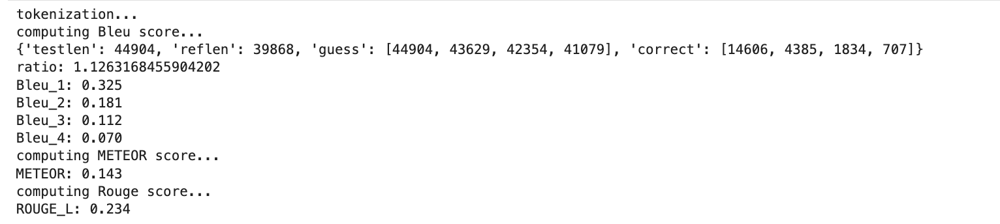 tokenization...
computing Bleu score...
{'testlen': 44904, 'reflen': 39868, 'guess': [44904, 43629, 42354, 41079], 'correct': [14606, 4385, 1834, 707]}
ratio: 1.1263168455904202
Bleu_1: 0.325
Bleu_2: 0.181
Bleu_3: 0.112
Bleu_4: 0.070
computing METEOR score...
METEOR: 0.143
computing Rouge score...
ROUGE_L: 0.234